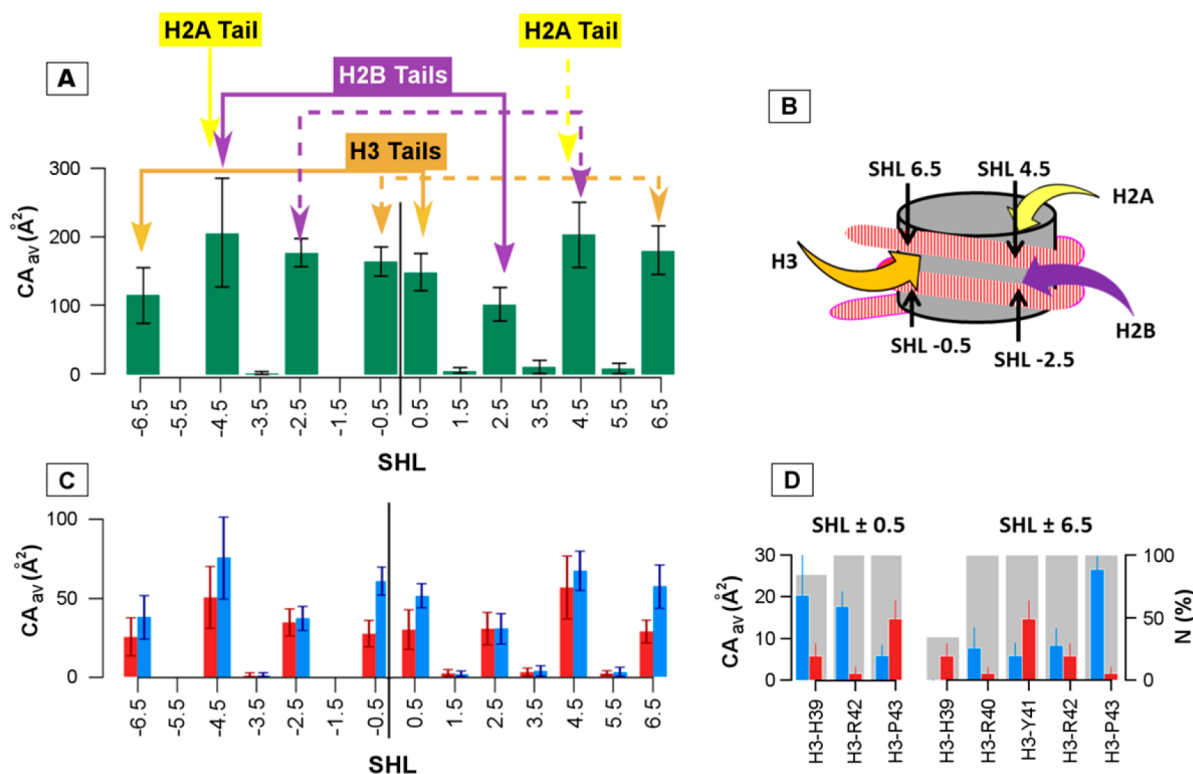 H2A Tail
H2A Tail
A
H2B Tails
H3 Tails
CAav (Å²)
300
200
100
0
-6.5
-5.5
-4.5
-3.5
-2.5
-1.5
-0.5
0.5
1.5
2.5
3.5
4.5
5.5
6.5
SHL
B
SHL 6.5
SHL 4.5
H2A
H3
H2B
SHL -0.5
SHL -2.5
C
CAav (Å²)
100
50
0
-6.5
-5.5
-4.5
-3.5
-2.5
-1.5
-0.5
0.5
1.5
2.5
3.5
4.5
5.5
6.5
SHL
D
SHL ± 0.5
SHL ± 6.5
CAav (Å²)
30
20
10
0
100
50
0
N (%)
H3-H39
H3-R42
H3-P43
H3-H39
H3-R40
H3-Y41
H3-R42
H3-P43